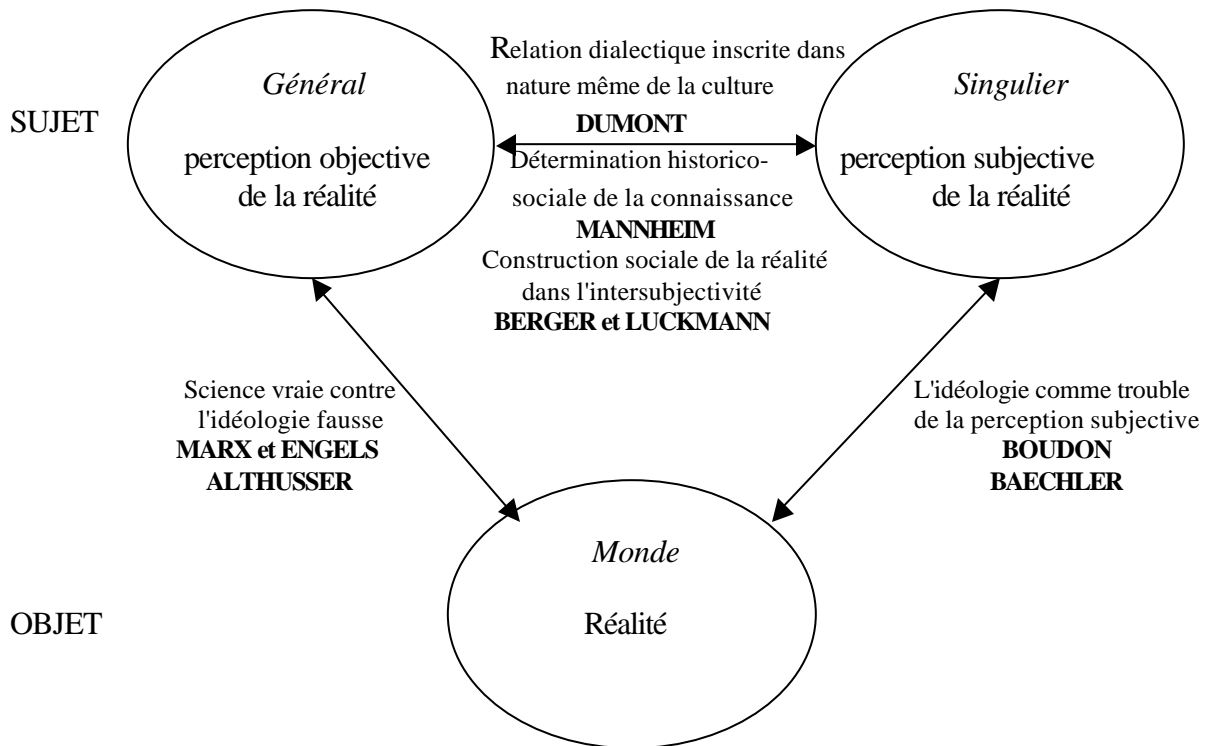 Relation dialectique inscrite dans
nature même de la culture
DUMONT
Détermination historico-
sociale de la connaissance
MANNHEIM
Construction sociale de la réalité
dans l'intersubjectivité
BERGER et LUCKMANN
SUJET
Général
perception objective
de la réalité
Singulier
perception subjective
de la réalité
Science vraie contre
l'idéologie fausse
MARX et ENGELS
ALTHUSSER
L'idéologie comme trouble
de la perception subjective
BOUDON
BAECHLER
OBJET
Monde
Réalité